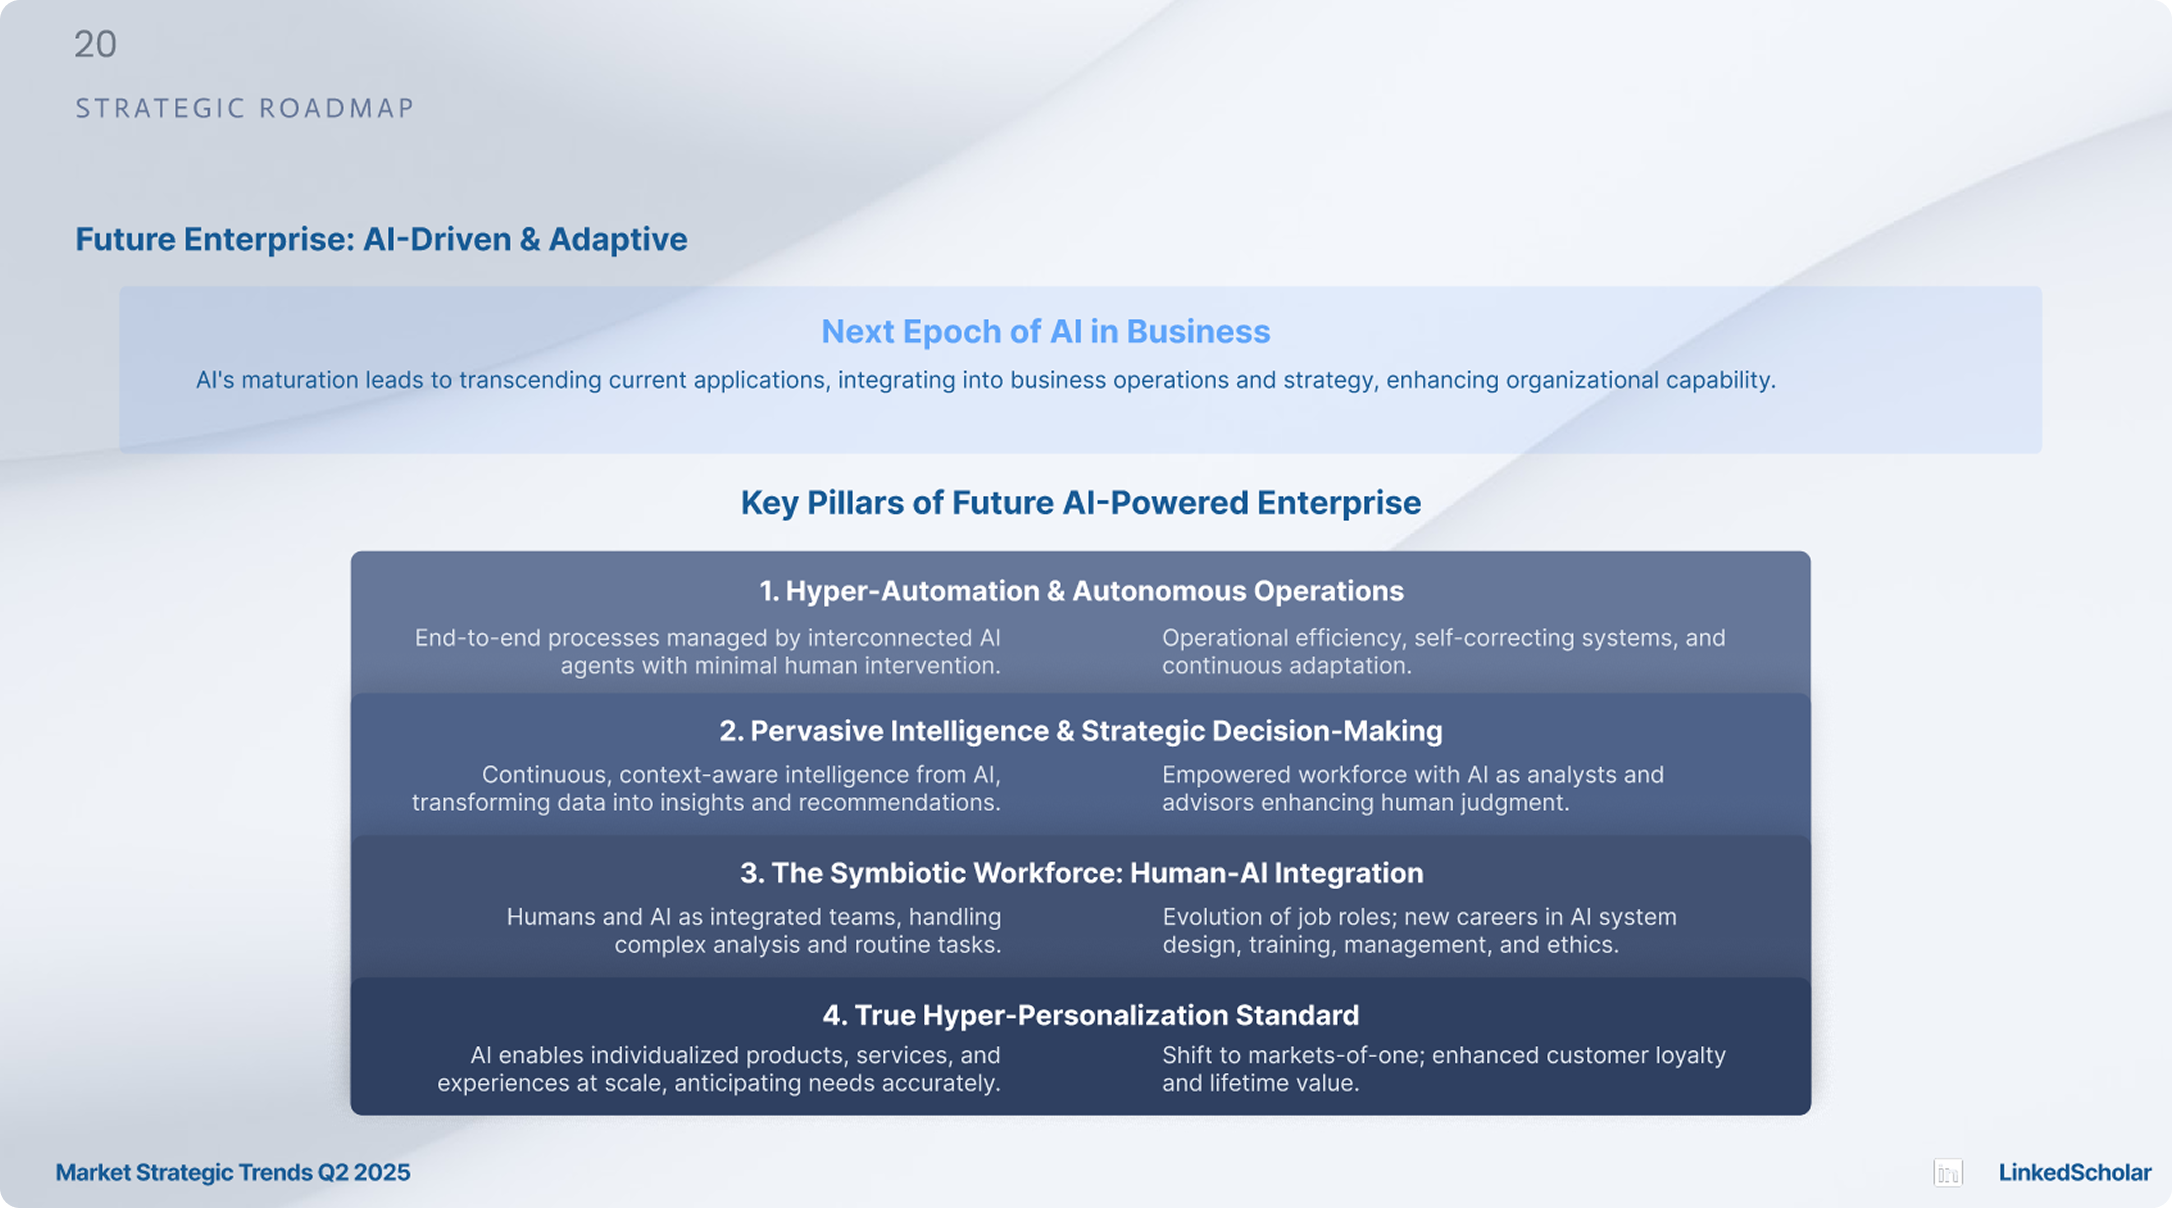 20
STRATEGIC ROADMAP
Future Enterprise: AI-Driven & Adaptive
Next Epoch of AI in Business
AI's maturation leads to transcending current applications, integrating into business operations and strategy, enhancing organizational capability.
Key Pillars of Future AI-Powered Enterprise
1. Hyper-Automation & Autonomous Operations
End-to-end processes managed by interconnected AI
agents with minimal human intervention.
Operational efficiency, self-correcting systems, and
continuous adaptation.
2. Pervasive Intelligence & Strategic Decision-Making
Continuous, context-aware intelligence from AI,
transforming data into insights and recommendations.
Empowered workforce with AI as analysts and
advisors enhancing human judgment.
3. The Symbiotic Workforce: Human-AI Integration
Humans and AI as integrated teams, handling
complex analysis and routine tasks.
Evolution of job roles; new careers in AI system
design, training, management, and ethics.
4. True Hyper-Personalization Standard
AI enables individualized products, services, and
experiences at scale, anticipating needs accurately.
Shift to markets-of-one; enhanced customer loyalty
and lifetime value.
Market Strategic Trends Q2 2025
in
LinkedScholar